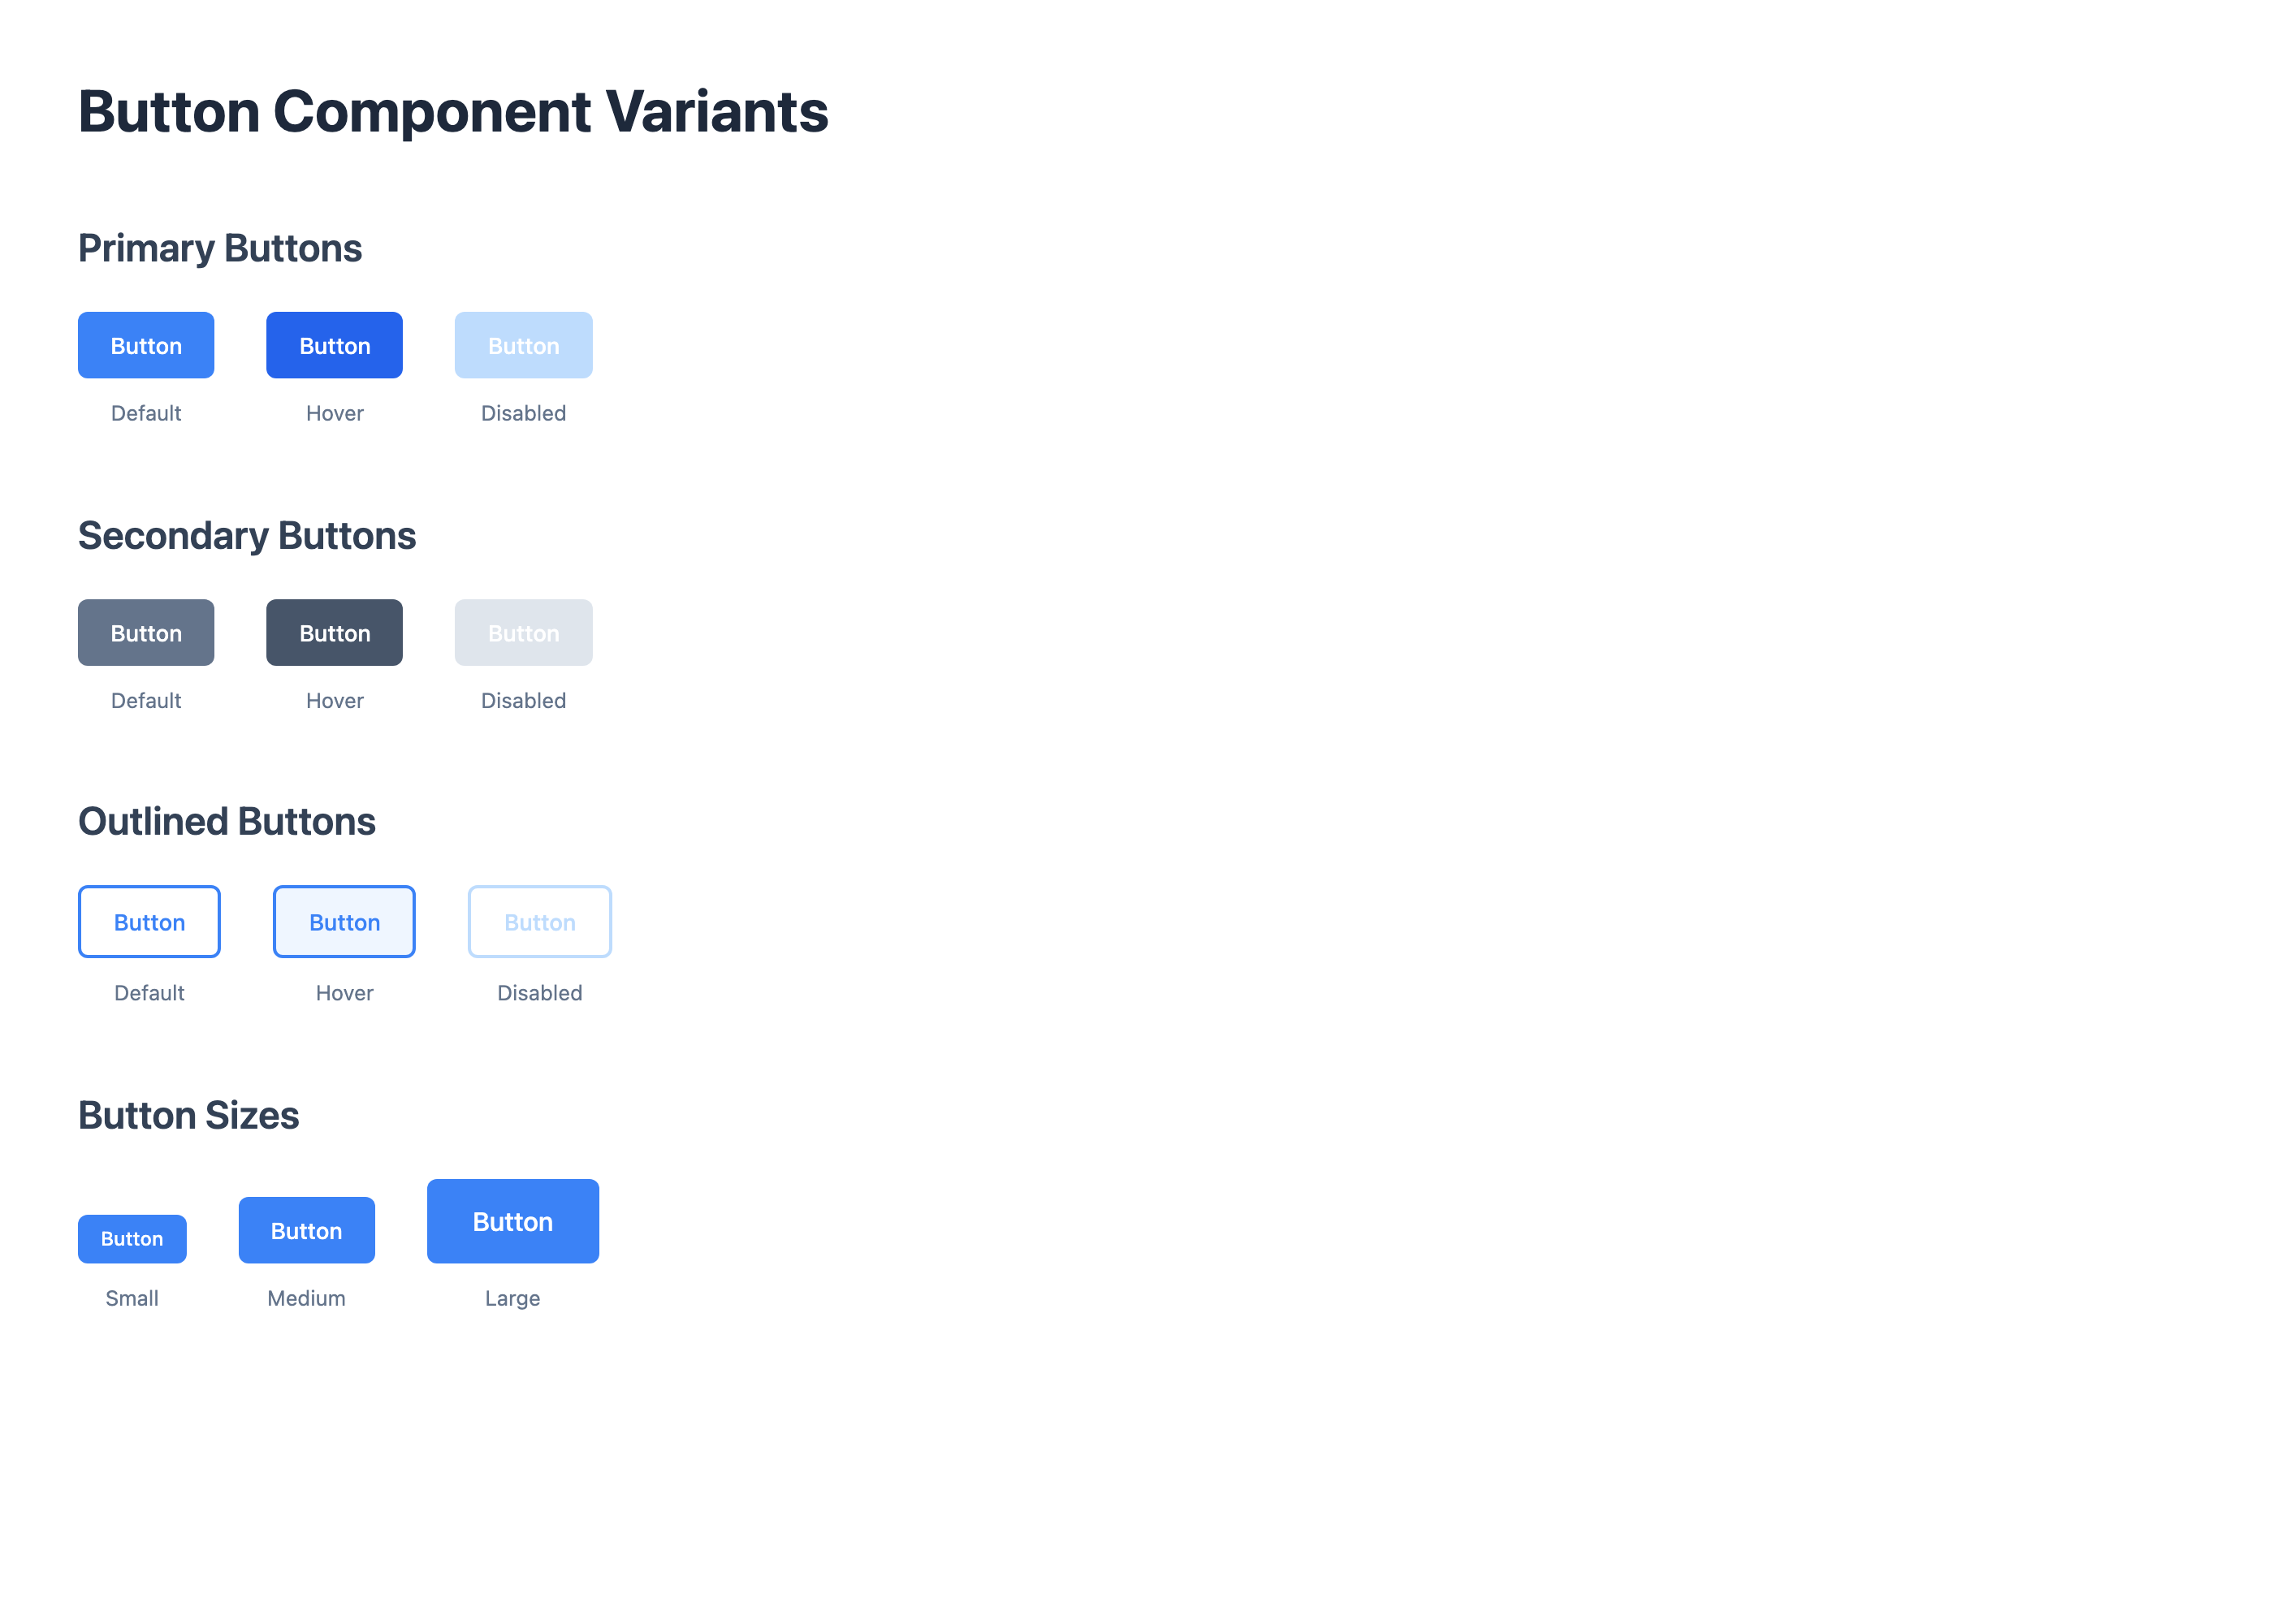 Button Component Variants
Primary Buttons
Button Button Button
Default Hover Disabled
Secondary Buttons
Button Button Button
Default Hover Disabled
Outlined Buttons
Button Button Button
Default Hover Disabled
Button Sizes
Button Button Button
Small Medium Large